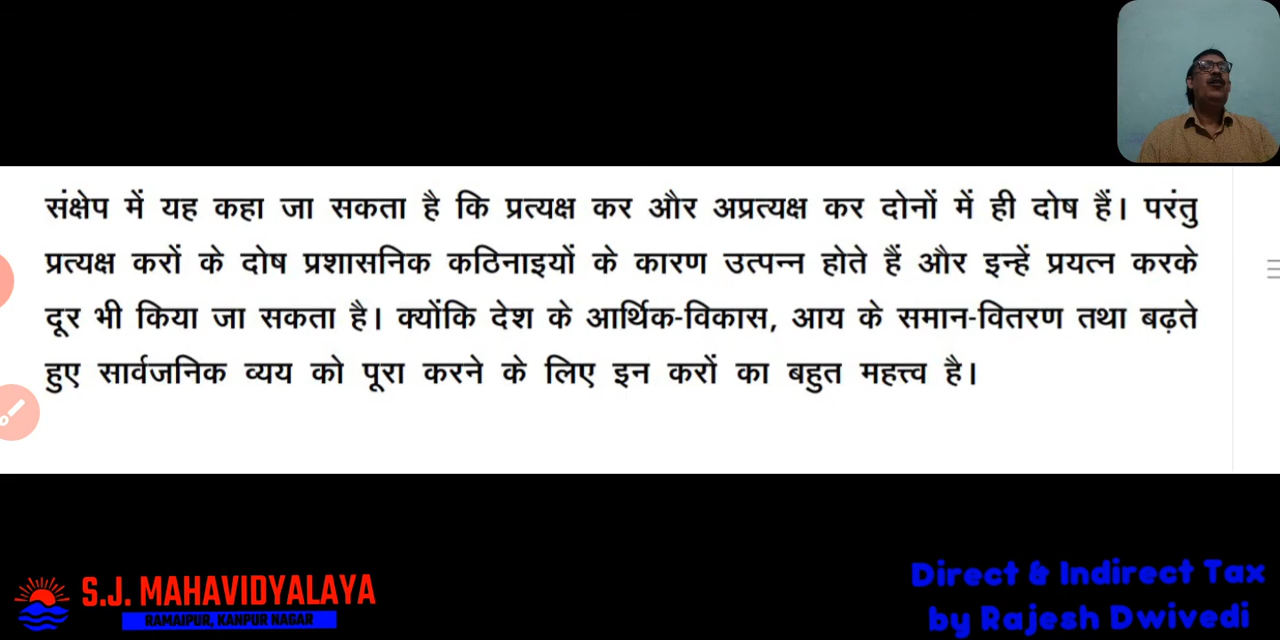 संक्षेप में यह कहा जा सकता है कि प्रत्यक्ष कर और अप्रत्यक्ष कर दोनों में ही दोष हैं। परंतु
प्रत्यक्ष करों के दोष प्रशासनिक कठिनाइयों के कारण उत्पन्न होते हैं और इन्हें प्रयत्न करके
दूर भी किया जा सकता है। क्योंकि देश के आर्थिक-विकास, आय के समान-वितरण तथा बढ़ते
हुए सार्वजनिक व्यय को पूरा करने के लिए इन करों का बहुत महत्त्व है।
S.J. MAHAVIDYALAYA
RAMAIPUR, KANPUR NAGAR
Direct & Indirect Tax
by Rajesh Dwivedi